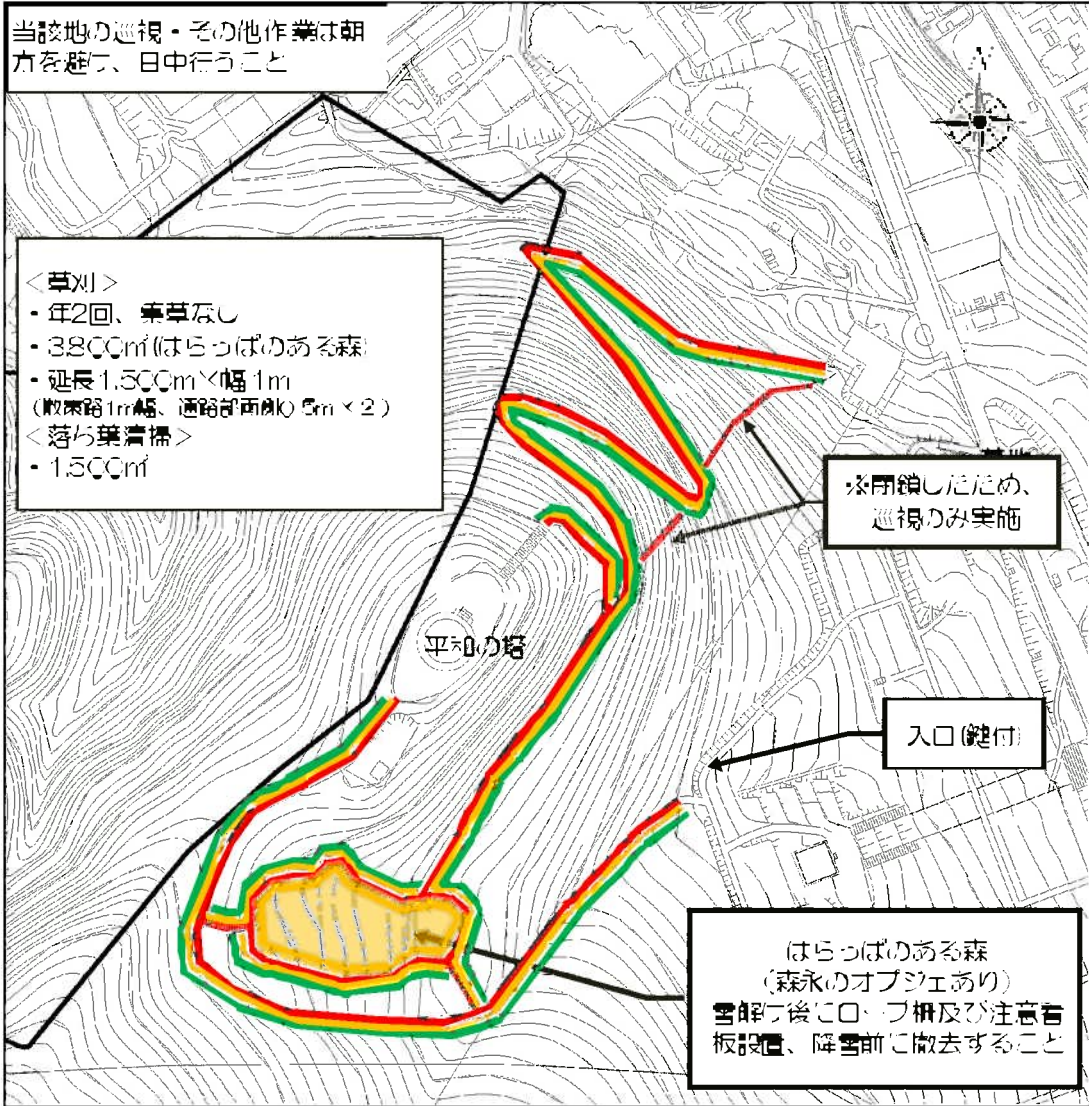 当該地の巡視・その他作業は朝
方を避け、日中行うこと
<草刈>
・年2回、集草なし
・3,800㎡(はらっぱのある森)
・延長1,500m×幅1m
(散策路1m幅、通路部両側0.5m×2)
<落ち葉清掃>
・1,500㎡
※閉鎖したため、
巡視のみ実施
平和の塔
入口(鍵付)
はらっぱのある森
(森永のオブジェあり)
雪解け後にロープ柵及び注意看
板設置、降雪前に撤去すること